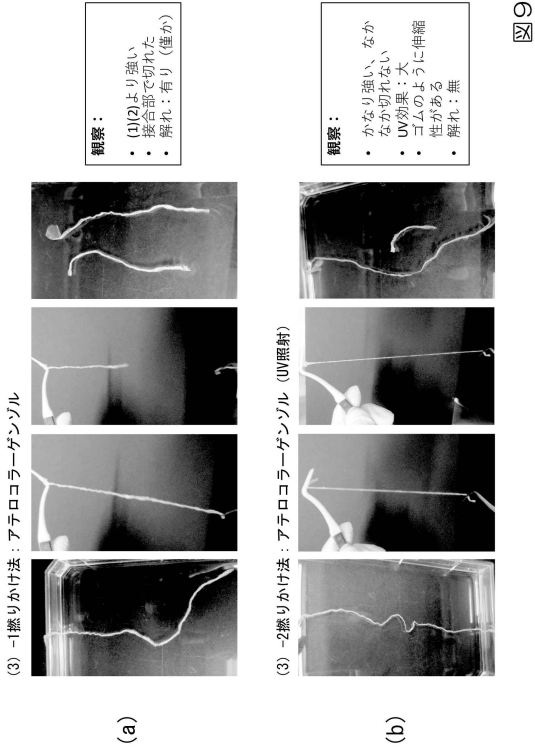 (a)
(3) -1撚りかけ法：アテロコラーゲンゾル
観察：
• (1)(2)より強い
• 接合部で切れた
• 解れ：有り（僅か）
(b)
(3) -2撚りかけ法：アテロコラーゲンゾル（UV照射）
観察：
• かなり強い、なか
なか切れない
• UV効果：大
• ゴムのように伸縮
性がある
• 解れ：無
図9